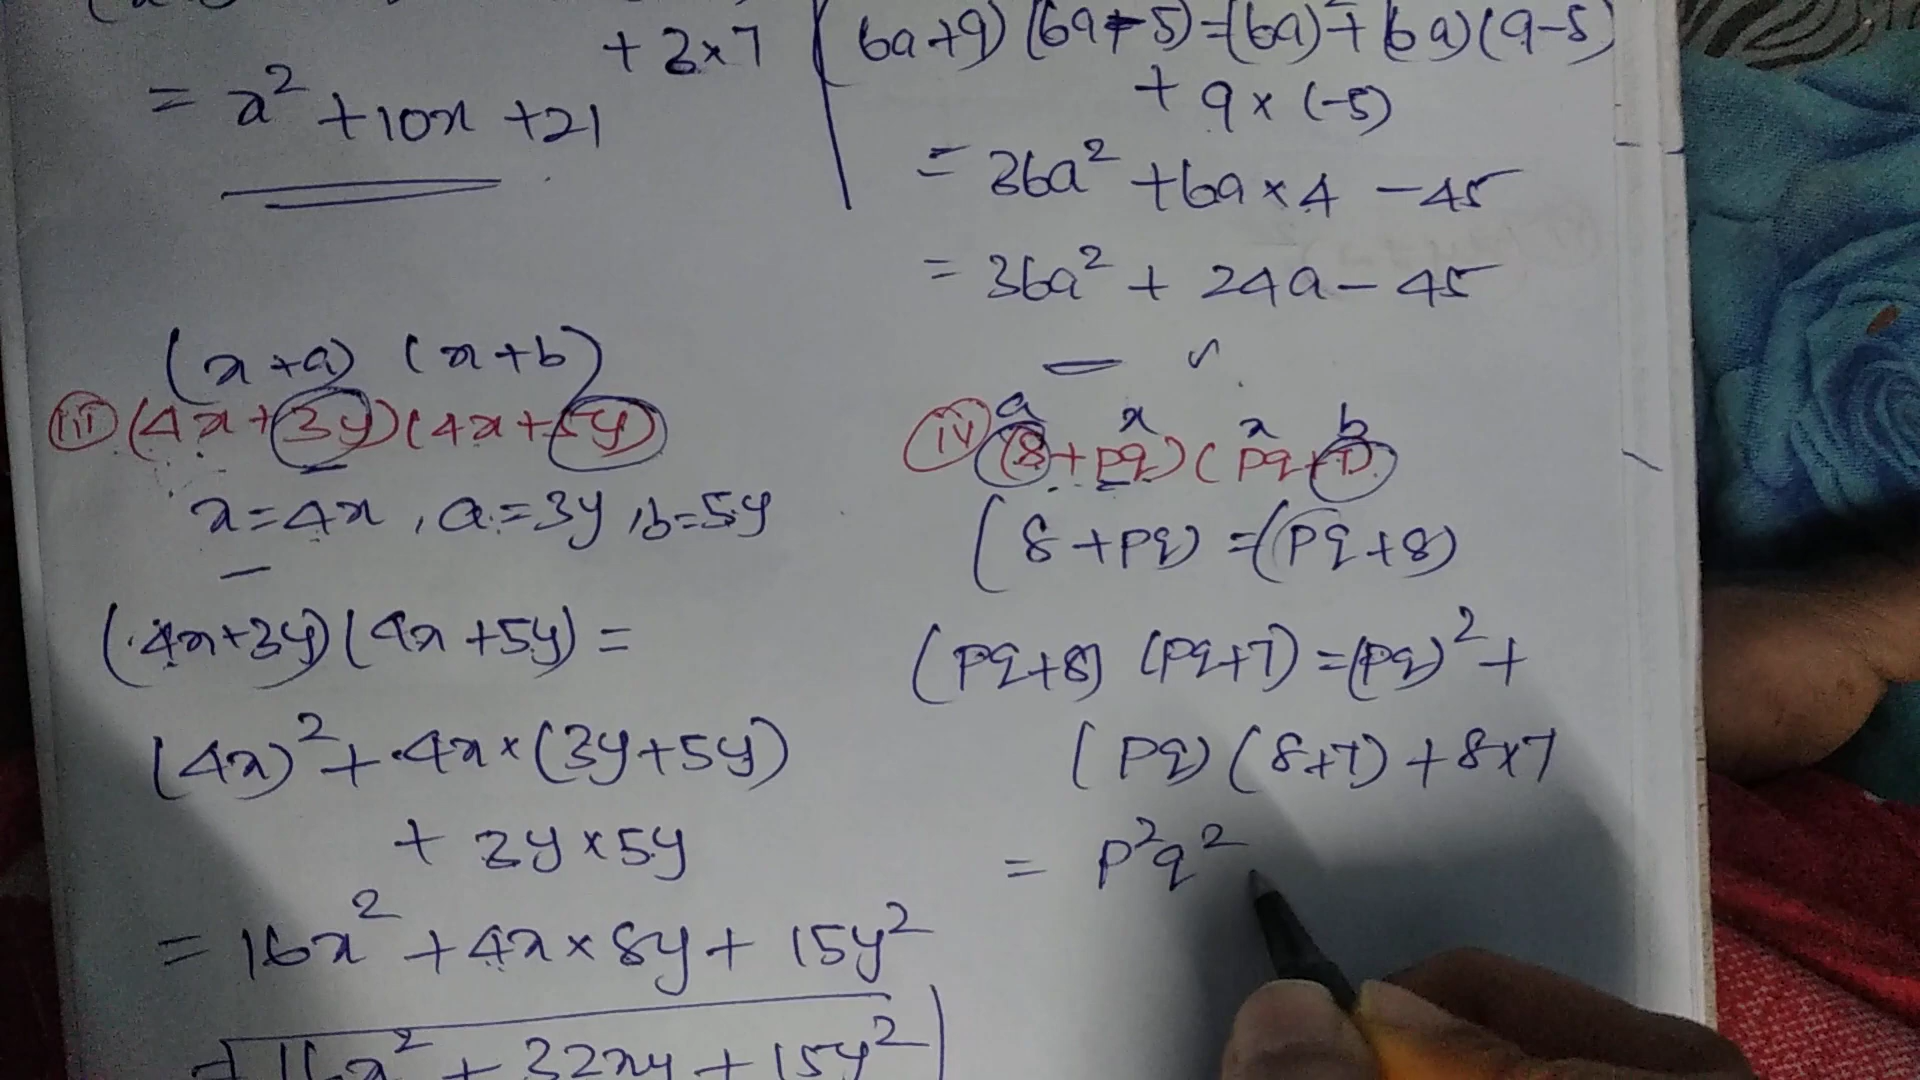 + 3×7
= x² + 10x + 21
(6a+9) (6a+-5) = (6a)² + (6a) (9-5)
+ 9 × (-5)
= 36a² + 6a × 4 - 45
= 36a² + 24a - 45
(x+a) (x+b)
(iii) (4x+3y) (4x+5y)
x=4x, a=3y, b=5y
(4x+3y) (4x+5y) =
(4x)² + 4x × (3y+5y)
+ 3y × 5y
= 16x² + 4x × 8y + 15y²
= 16x² + 32xy + 15y²
a x x b
(iv) (8+pq) (pq+7)
(8+pq) = (pq+8)
(pq+8) (pq+7) = (pq)² +
(pq) (8+7) + 8×7
= p²q²